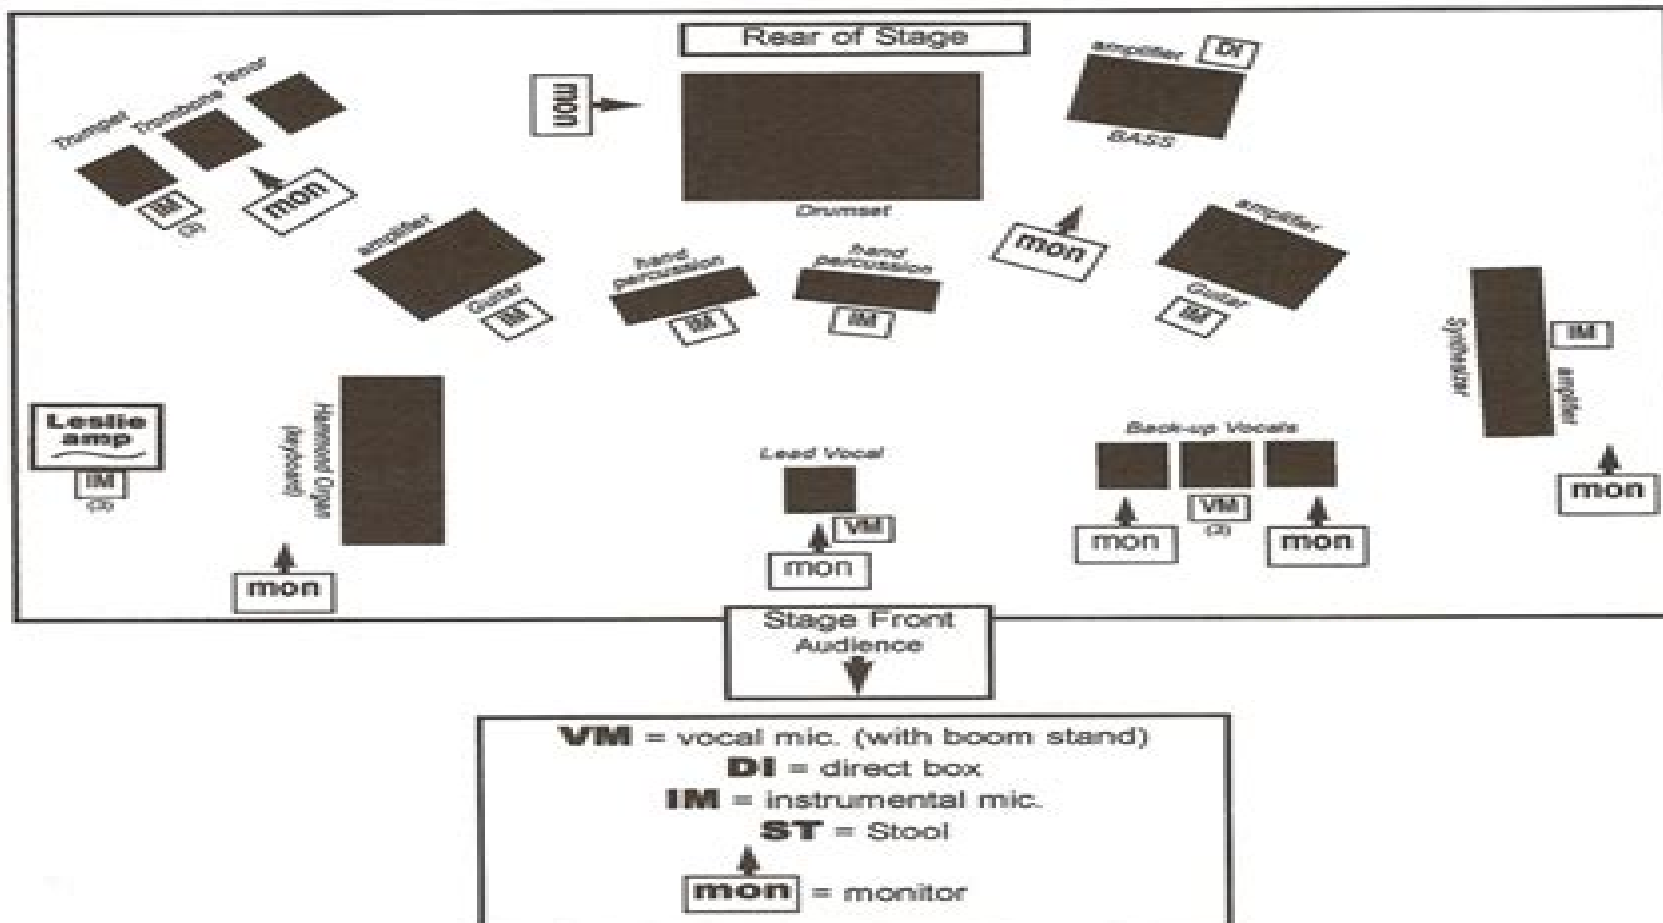 Rear of Stage
amplifier
DI
BASS
Tenor
Trombone
Trumpet
IM
mon
mon
Drumset
amplifier
Guitar
IM
hand
percussion
IM
hand
percussion
IM
mon
amplifier
Guitar
IM
Synthesizer
IM
amplifier
mon
Leslie
amp
IM
Hammond Organ
(keyboard)
mon
Lead Vocal
VM
mon
Back-up Vocals
mon
VM
mon
Stage Front
Audience
VM = vocal mic. (with boom stand)
DI = direct box
IM = instrumental mic.
ST = Stool
mon = monitor